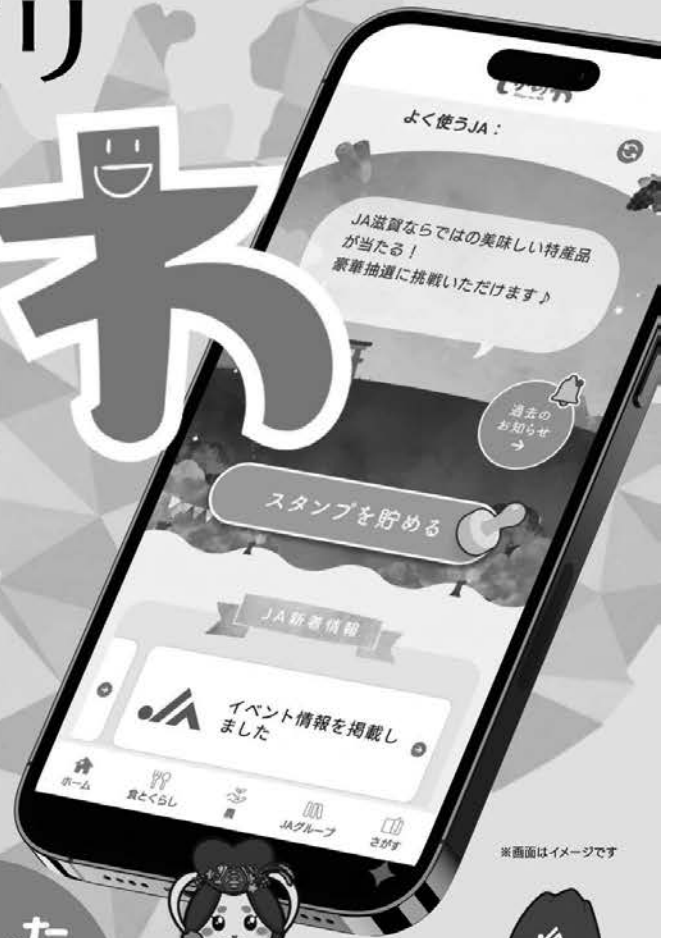 リ
わ
よく使うJA：
JA滋賀ならではの美味しい特産品
が当たる！
豪華抽選に挑戦いただけます♪
過去の
お知らせ
→
スタンプを貯める
JA新着情報
イベント情報を掲載し
ました
ホーム
食とくらし
農
JAグループ
さがす
※画面はイメージです
た